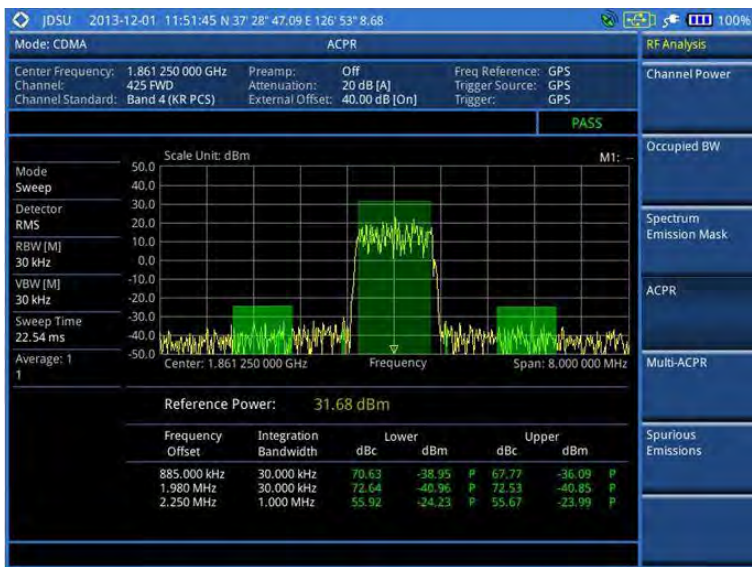 JDSU 2013-12-01 11:51:45 N 37' 28" 47.09 E 126' 53" 8.68 100%
Mode: CDMA ACPR RF Analysis
Center Frequency: 1.861 250 000 GHz Preamp: Off Freq Reference: GPS
Channel: 425 FWD Attenuation: 20 dB [A] Trigger Source: GPS
Channel Standard: Band 4 (KR PCS) External Offset: 40.00 dB [On] Trigger: GPS
Channel Power
PASS
Occupied BW
Spectrum
Emission Mask
ACPR
Multi-ACPR
Spurious
Emissions
Mode
Sweep
Detector
RMS
RBW [M]
30 kHz
VBW [M]
30 kHz
Sweep Time
22.54 ms
Average: 1
1
Scale Unit: dBm M1: --
50.0
40.0
30.0
20.0
10.0
0.0
-10.0
-20.0
-30.0
-40.0
-50.0
Center: 1.861 250 000 GHz Frequency Span: 8.000 000 MHz
Reference Power: 31.68 dBm
Frequency Integration Lower Upper
Offset Bandwidth dBc dBm dBc dBm
885.000 kHz 30.000 kHz 70.63 -38.95 P 67.77 -36.09 P
1.980 MHz 30.000 kHz 72.64 -40.96 P 72.53 -40.85 P
2.250 MHz 1.000 MHz 55.92 -24.23 P 55.67 -23.99 P